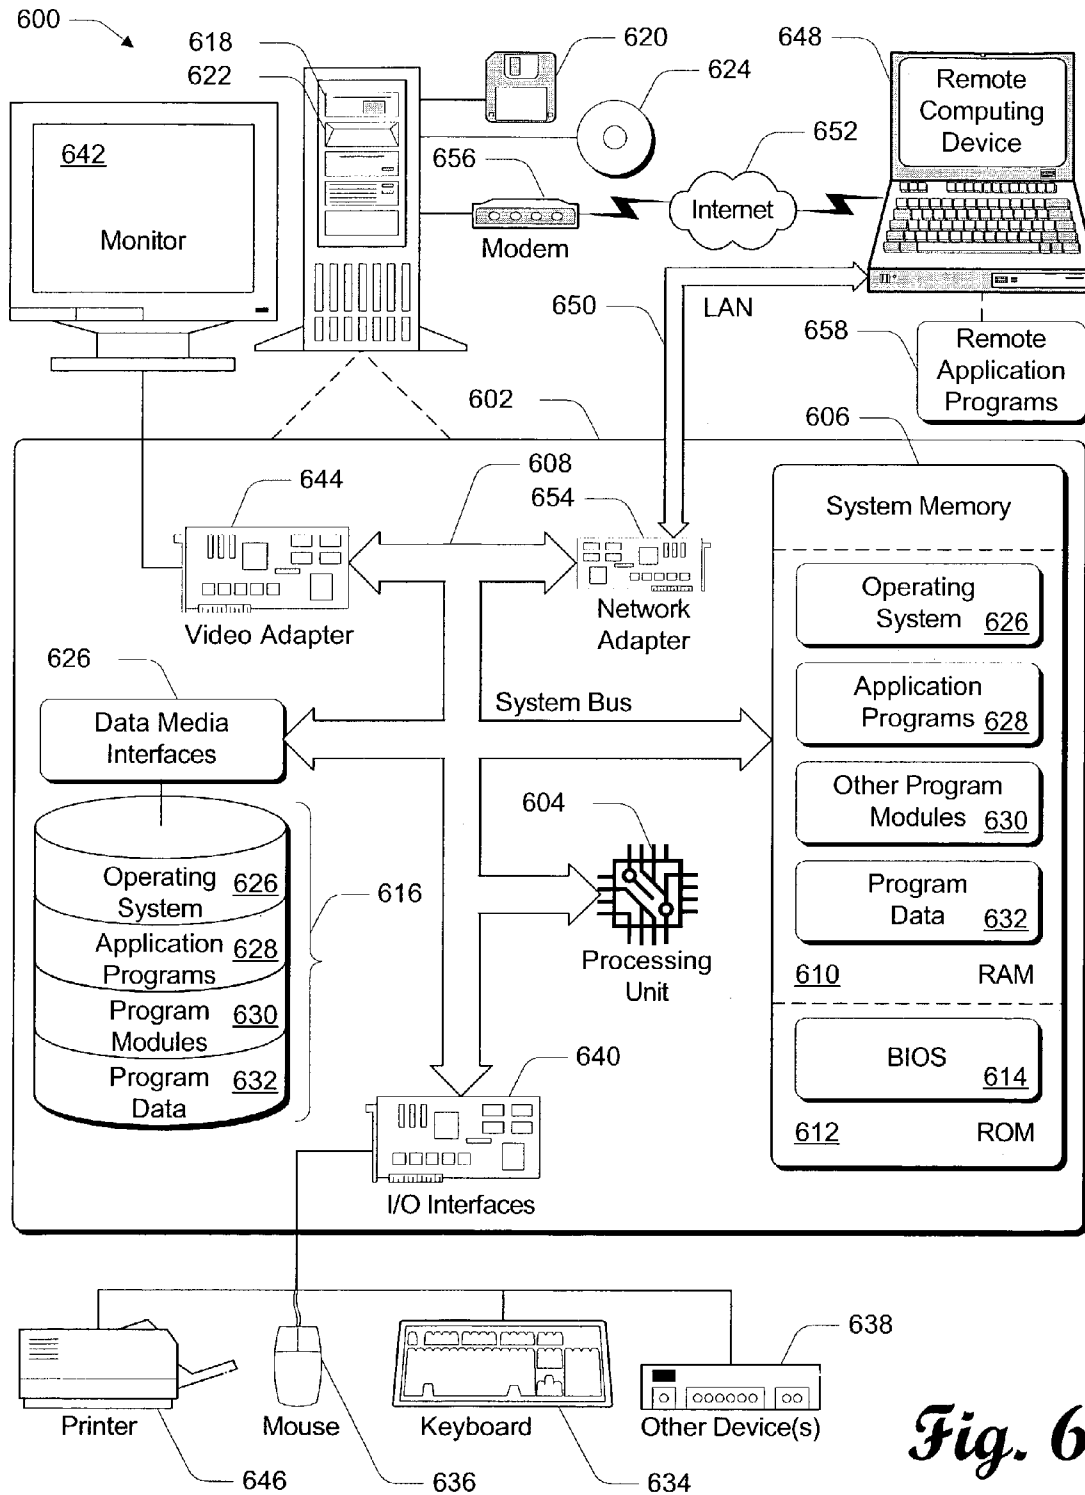 600
618
622
620
624
648
Remote
Computing
Device
652
656
642
Monitor
Internet
Modem
650
LAN
658
Remote
Application
Programs
602
606
608
644
654
System Memory
Operating
System 626
Video Adapter
Network
Adapter
626
Data Media
Interfaces
System Bus
Application
Programs 628
Other Program
Modules 630
604
Operating
System 626
616
Program
Data 632
Application
Programs 628
Processing
Unit
610 RAM
Program
Modules 630
BIOS
614
Program
Data 632
640
612 ROM
I/O Interfaces
638
Printer
Mouse
Keyboard
Other Device(s)
646
636
634
Fig. 6